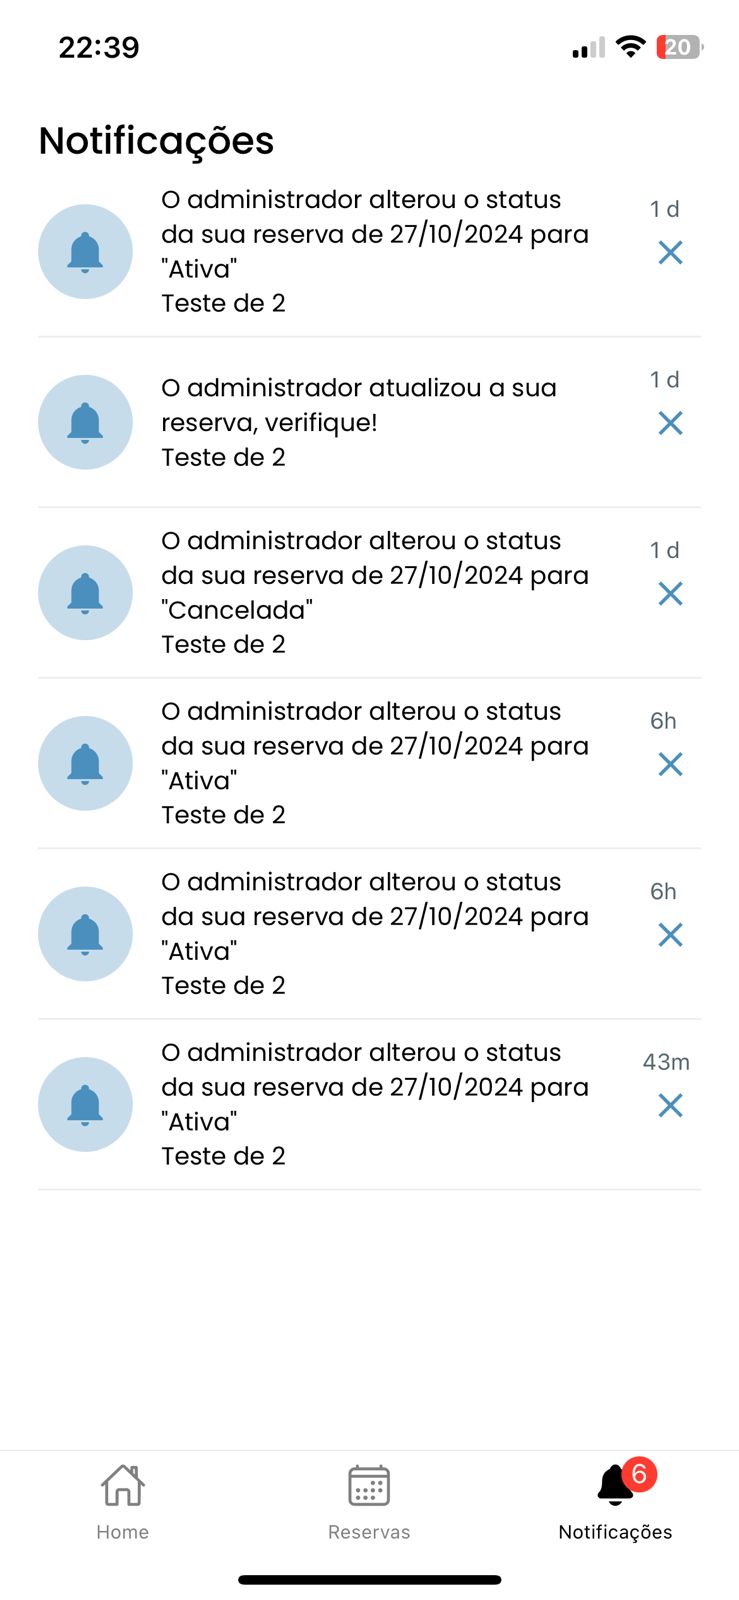 22:39
20
Notificações
O administrador alterou o status
da sua reserva de 27/10/2024 para
"Ativa"
Teste de 2
1 d
O administrador atualizou a sua
reserva, verifique!
Teste de 2
1 d
O administrador alterou o status
da sua reserva de 27/10/2024 para
"Cancelada"
Teste de 2
1 d
O administrador alterou o status
da sua reserva de 27/10/2024 para
"Ativa"
Teste de 2
6h
O administrador alterou o status
da sua reserva de 27/10/2024 para
"Ativa"
Teste de 2
6h
O administrador alterou o status
da sua reserva de 27/10/2024 para
"Ativa"
Teste de 2
43m
Home
Reservas
6
Notificações